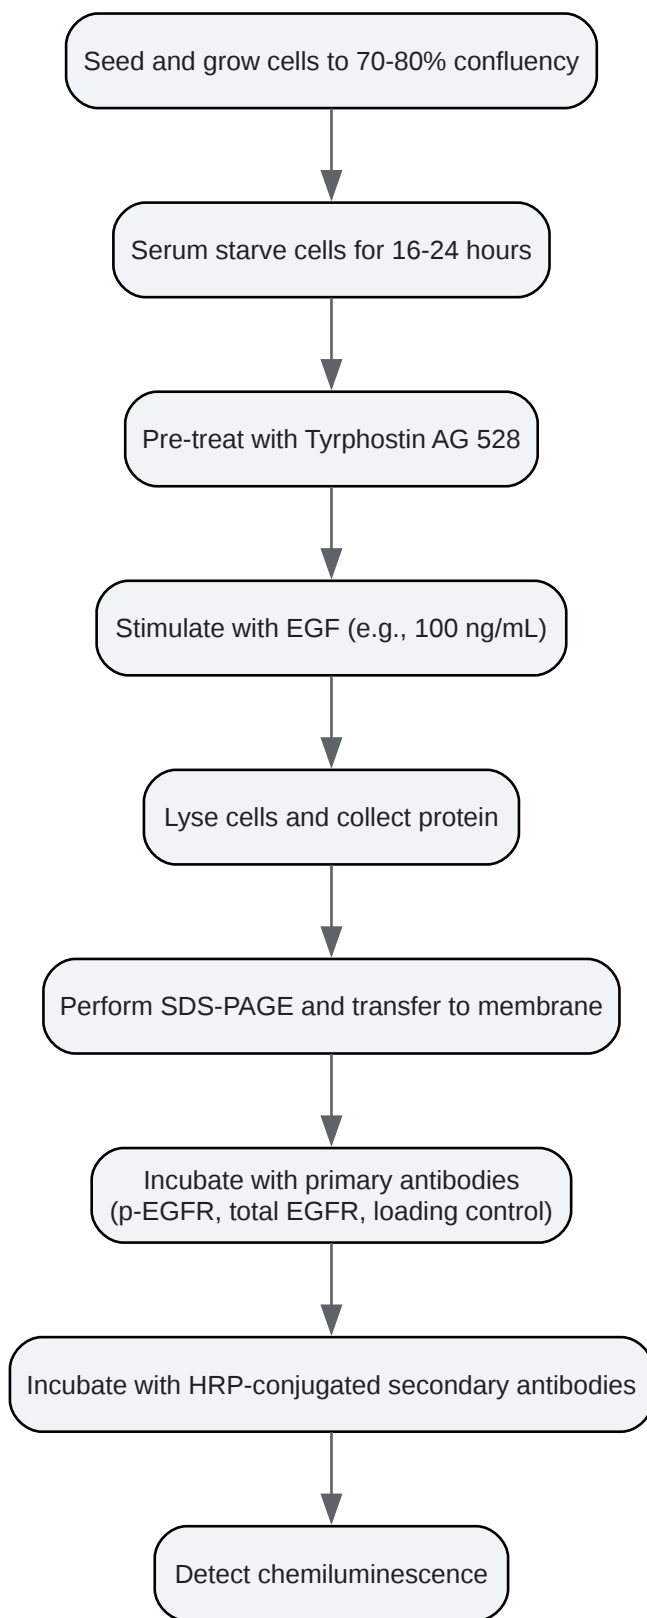 Seed and grow cells to 70-80% confluency
Serum starve cells for 16-24 hours
Pre-treat with Tyrphostin AG 528
Stimulate with EGF (e.g., 100 ng/mL)
Lyse cells and collect protein
Perform SDS-PAGE and transfer to membrane
Incubate with primary antibodies
(p-EGFR, total EGFR, loading control)
Incubate with HRP-conjugated secondary antibodies
Detect chemiluminescence